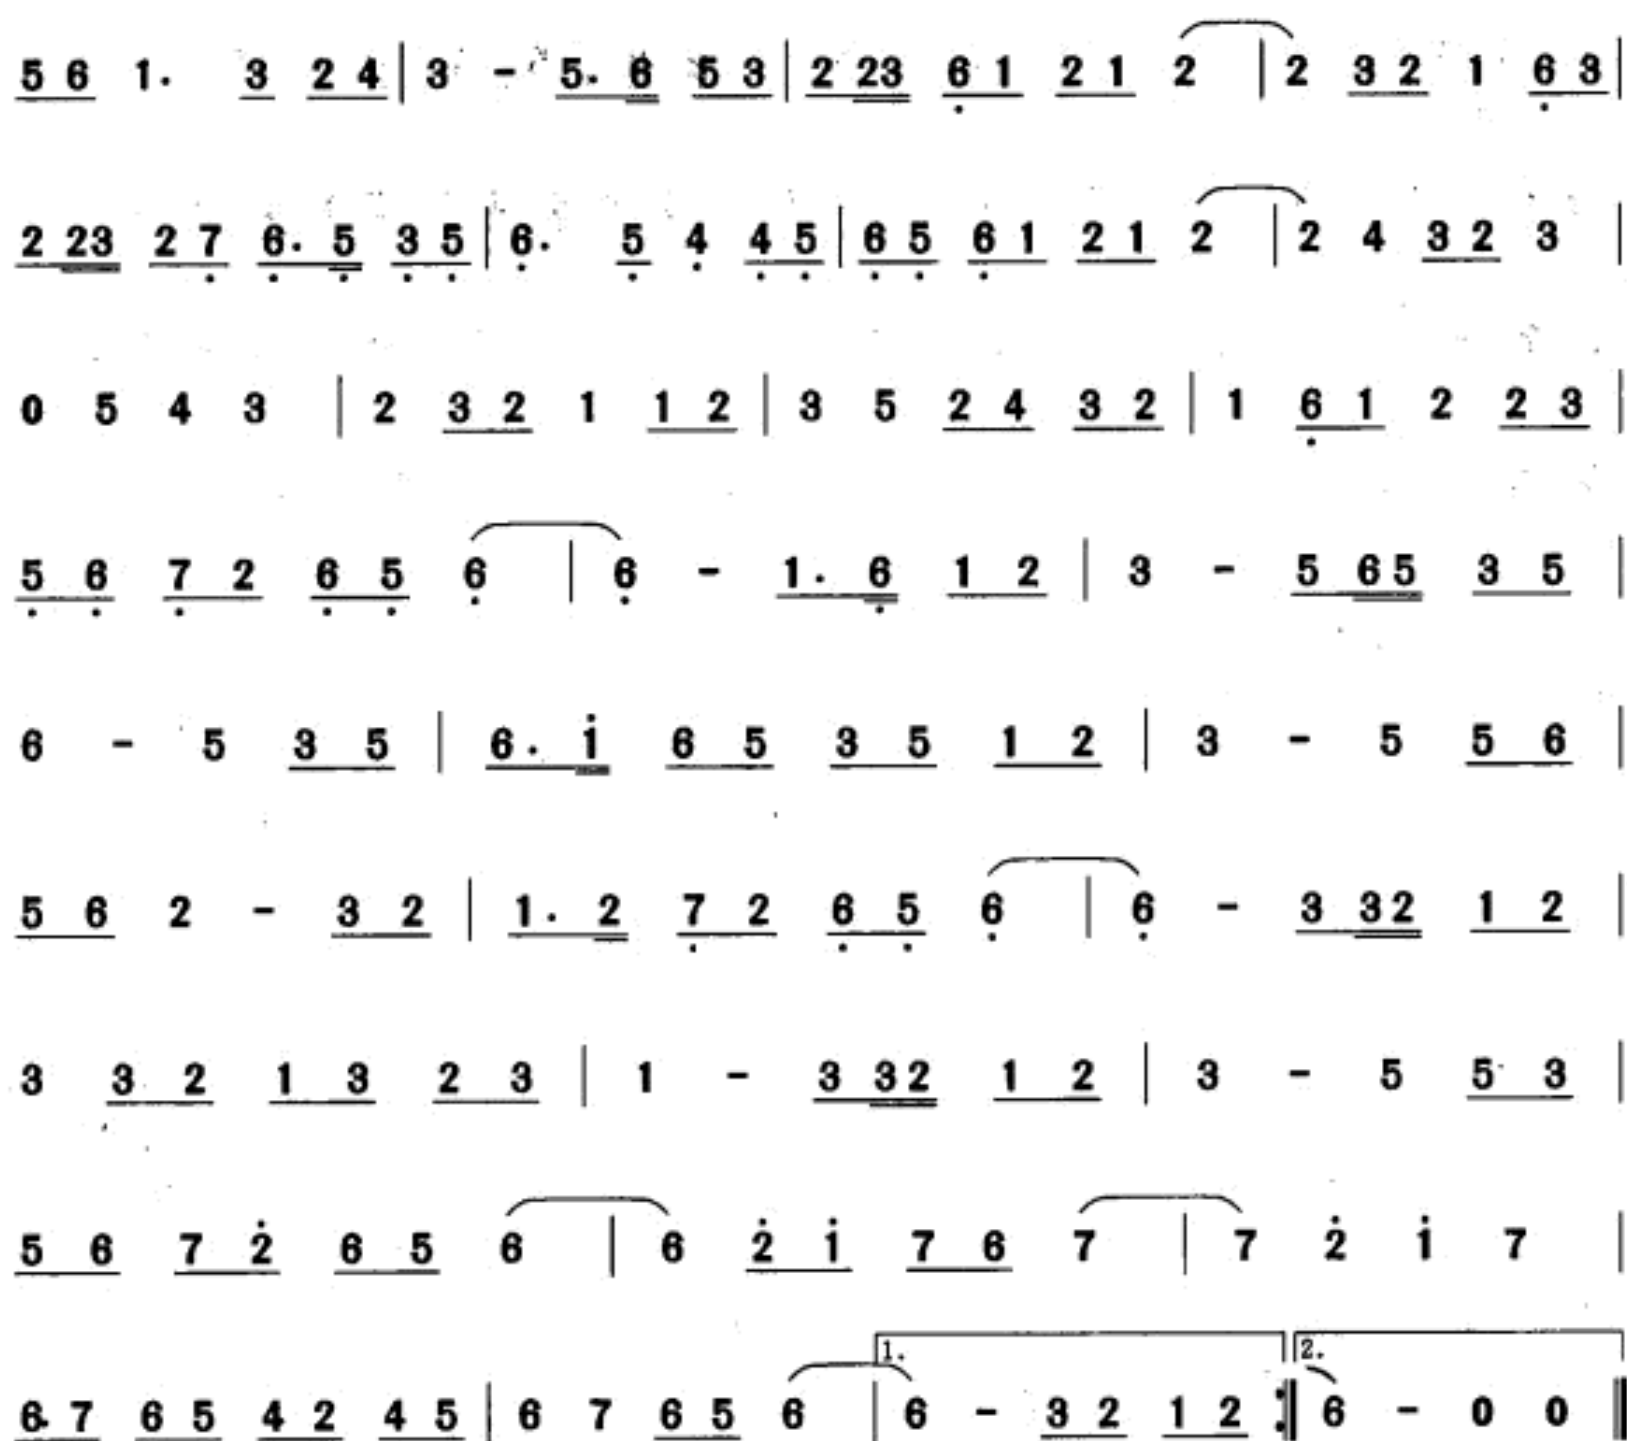 5 6 1. 3 2 4 | 3 - 5. 6 5 3 | 2 23 6 1 2 1 2 | 2 3 2 1 6 3 |
2 23 2 7 6. 5 3 5 | 6. 5 4 4 5 | 6 5 6 1 2 1 2 | 2 4 3 2 3 |
0 5 4 3 | 2 3 2 1 1 2 | 3 5 2 4 3 2 | 1 6 1 2 2 3 |
5 6 7 2 6 5 6 | 6 - 1. 6 1 2 | 3 - 5 65 3 5 |
6 - 5 3 5 | 6. i 6 5 3 5 1 2 | 3 - 5 5 6 |
5 6 2 - 3 2 | 1. 2 7 2 6 5 6 | 6 - 3 32 1 2 |
3 3 2 1 3 2 3 | 1 - 3 32 1 2 | 3 - 5 5 3 |
5 6 7 2 6 5 6 | 6 2 i 7 6 7 | 7 2 i 7 |
1. 2.
6. 7 6 5 4 2 4 5 | 6 7 6 5 6 | 6 - 3 2 1 2 :‖ 6 - 0 0 ‖